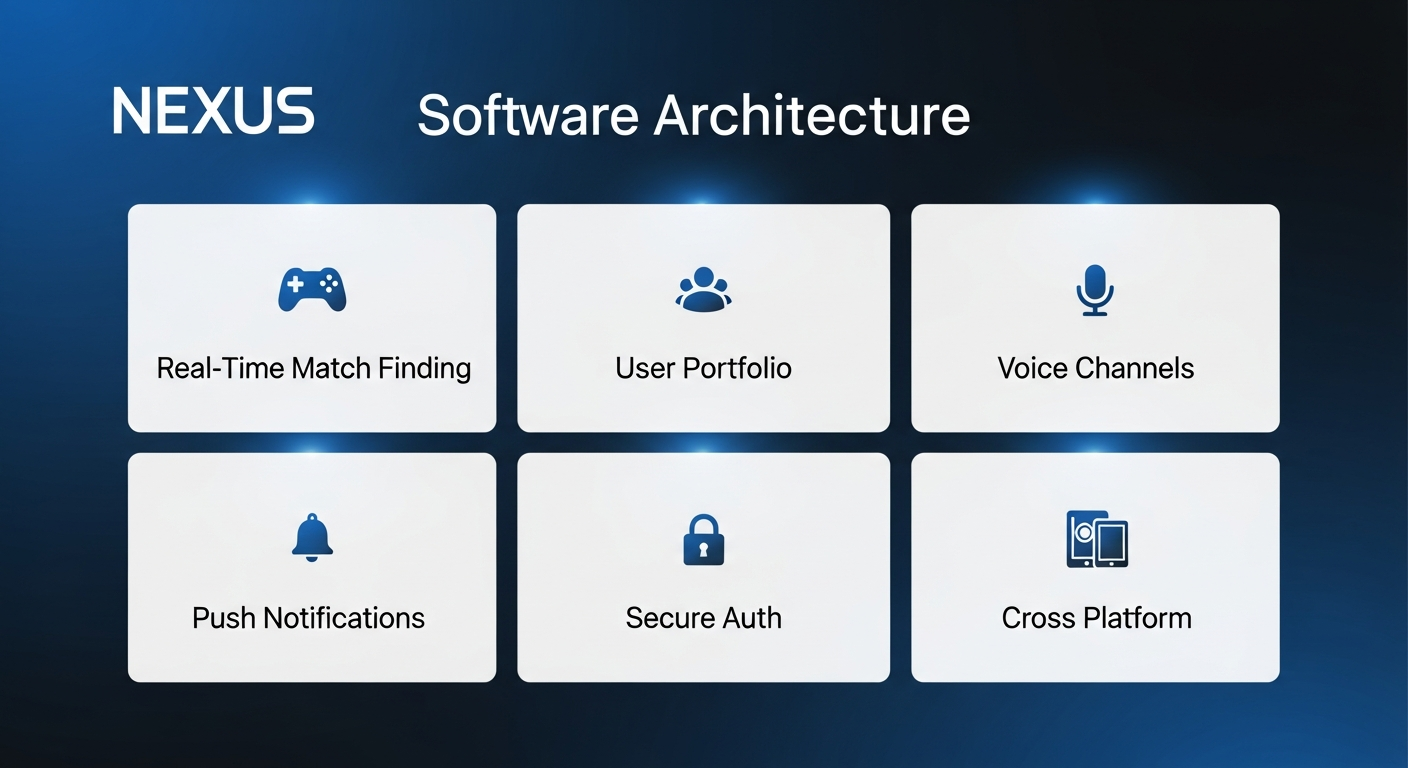 NEXUS
Software Architecture
Real-Time Match Finding
User Portfolio
Voice Channels
Push Notifications
Secure Auth
Cross Platform